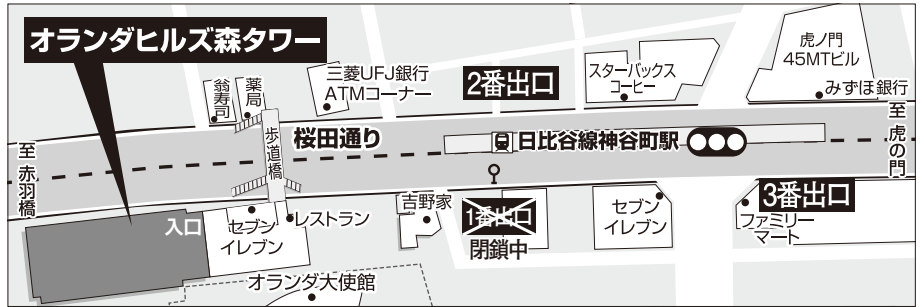 オランダヒルズ森タワー
翁寿司
薬局
三菱UFJ銀行
ATMコーナー
2番出口
スターバックス
コーヒー
虎ノ門
45MTビル
みずほ銀行
至 赤羽橋
歩道橋
桜田通り
日比谷線神谷町駅
至 虎の門
入口
セブン
イレブン
レストラン
吉野家
1番出口
閉鎖中
セブン
イレブン
3番出口
ファミリー
マート
オランダ大使館